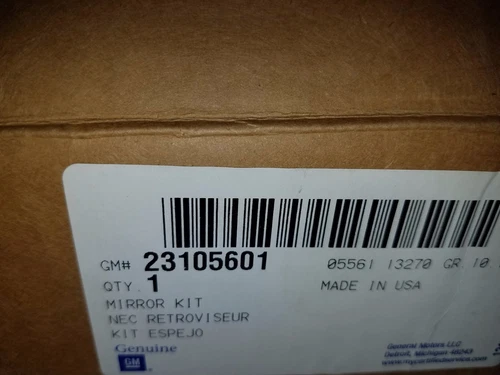 GM# 23105601 05561 13270 GR 10
QTY. 1 MADE IN USA
MIRROR KIT
NEC RETROVISEUR
KIT ESPEJO
Genuine
GM
General Motors LLC
Detroit, Michigan 48243